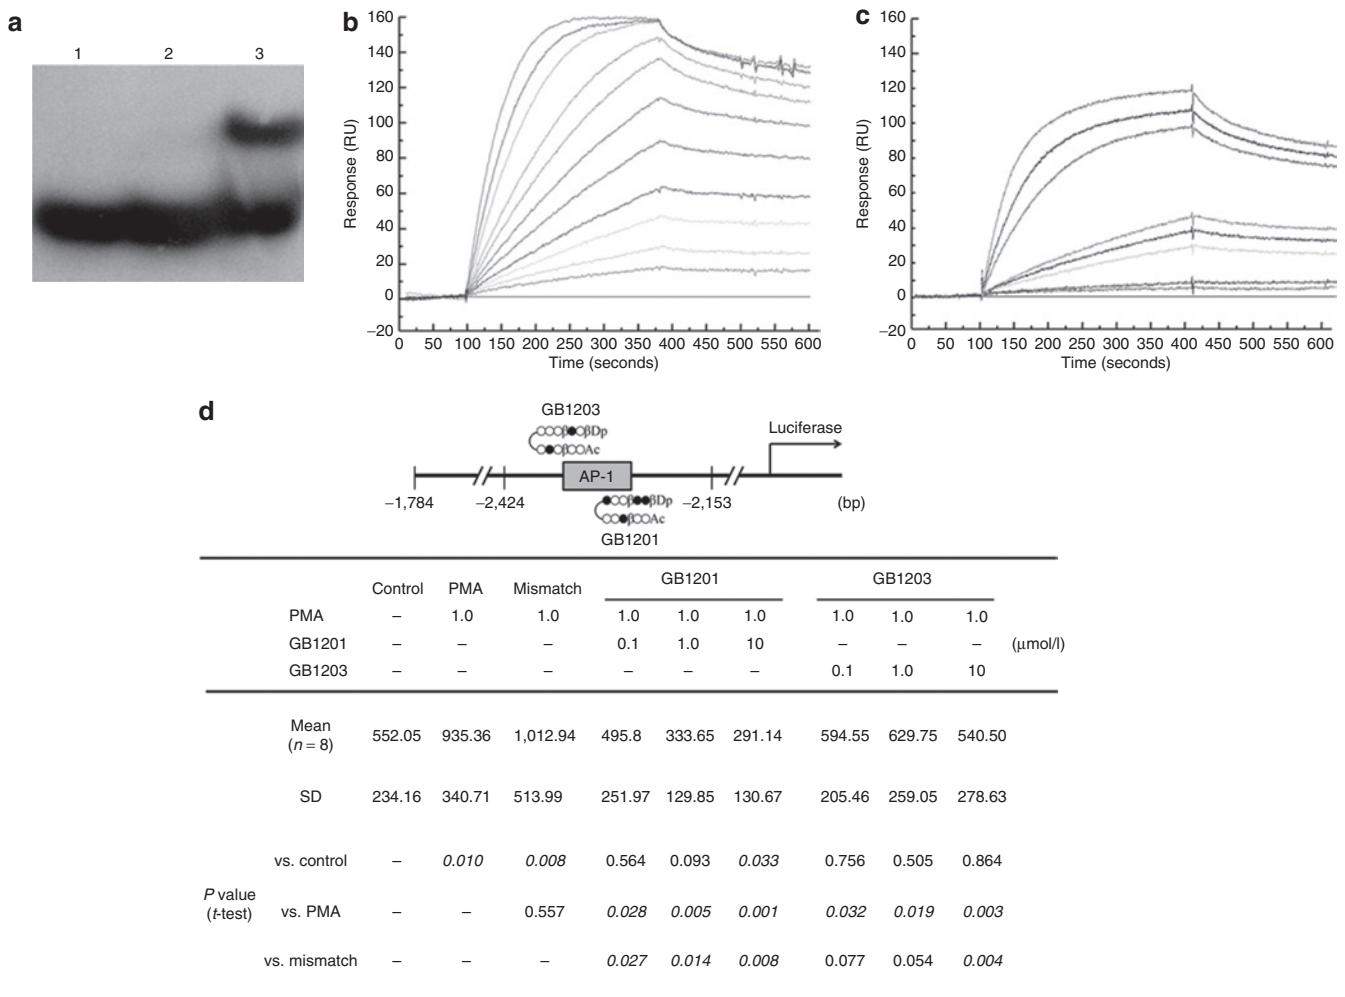 a
1 2 3
b
160
140
120
100
80
60
40
20
0
−20
Response (RU)
0 50 100 150 200 250 300 350 400 450 500 550 600
Time (seconds)
c
160
140
120
100
80
60
40
20
0
−20
Response (RU)
0 50 100 150 200 250 300 350 400 450 500 550 600
Time (seconds)
d
GB1203
βDp
β Ac
Luciferase
AP-1
−1,784 −2,424 −2,153 (bp)
βDp
β Ac
GB1201
GB1201 GB1203
Control PMA Mismatch
PMA – 1.0 1.0 1.0 1.0 1.0 1.0 1.0 1.0
GB1201 – – – 0.1 1.0 10 – – – (μmol/l)
GB1203 – – – – – – 0.1 1.0 10
Mean
(n = 8) 552.05 935.36 1,012.94 495.8 333.65 291.14 594.55 629.75 540.50
SD 234.16 340.71 513.99 251.97 129.85 130.67 205.46 259.05 278.63
vs. control – 0.010 0.008 0.564 0.093 0.033 0.756 0.505 0.864
P value
(t-test) vs. PMA – – 0.557 0.028 0.005 0.001 0.032 0.019 0.003
vs. mismatch – – – 0.027 0.014 0.008 0.077 0.054 0.004